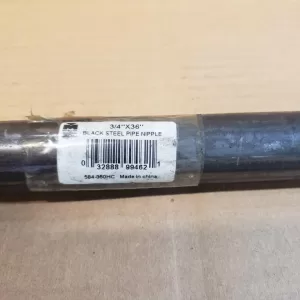 3/4"X36"
BLACK STEEL PIPE NIPPLE
0 32888 99462 1
584-360HC Made in china